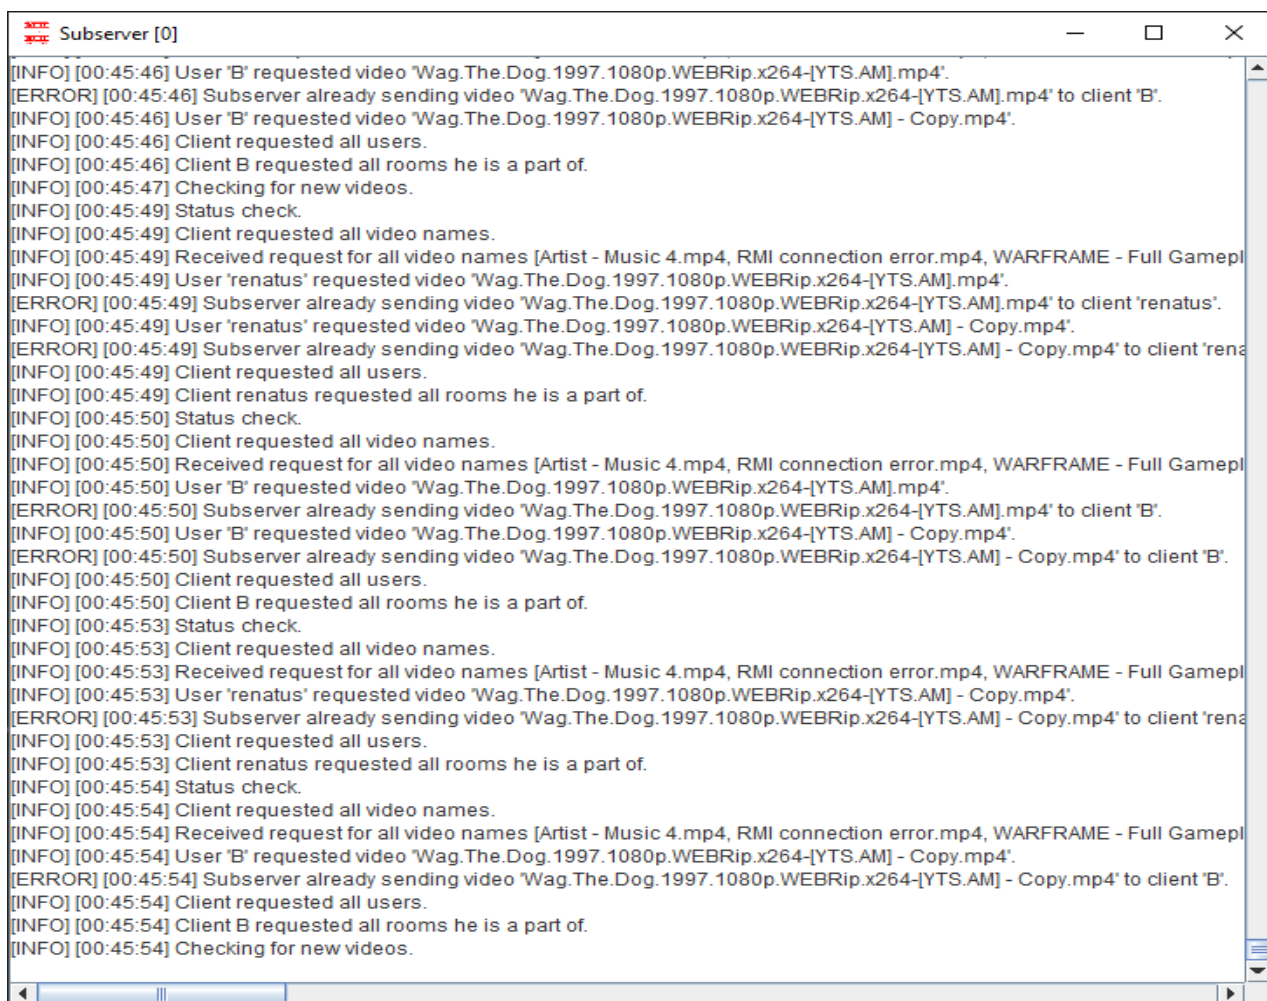 Subserver [0]
[INFO] [00:45:46] User 'B' requested video 'Wag.The.Dog.1997.1080p.WEBRip.x264-[YTS.AM].mp4'.
[ERROR] [00:45:46] Subserver already sending video 'Wag.The.Dog.1997.1080p.WEBRip.x264-[YTS.AM].mp4' to client 'B'.
[INFO] [00:45:46] User 'B' requested video 'Wag.The.Dog.1997.1080p.WEBRip.x264-[YTS.AM] - Copy.mp4'.
[INFO] [00:45:46] Client requested all users.
[INFO] [00:45:46] Client B requested all rooms he is a part of.
[INFO] [00:45:47] Checking for new videos.
[INFO] [00:45:49] Status check.
[INFO] [00:45:49] Client requested all video names.
[INFO] [00:45:49] Received request for all video names [Artist - Music 4.mp4, RMI connection error.mp4, WARFRAME - Full Gamepl
[INFO] [00:45:49] User 'renatus' requested video 'Wag.The.Dog.1997.1080p.WEBRip.x264-[YTS.AM].mp4'.
[ERROR] [00:45:49] Subserver already sending video 'Wag.The.Dog.1997.1080p.WEBRip.x264-[YTS.AM].mp4' to client 'renatus'.
[INFO] [00:45:49] User 'renatus' requested video 'Wag.The.Dog.1997.1080p.WEBRip.x264-[YTS.AM] - Copy.mp4'.
[ERROR] [00:45:49] Subserver already sending video 'Wag.The.Dog.1997.1080p.WEBRip.x264-[YTS.AM] - Copy.mp4' to client 'rena
[INFO] [00:45:49] Client requested all users.
[INFO] [00:45:49] Client renatus requested all rooms he is a part of.
[INFO] [00:45:50] Status check.
[INFO] [00:45:50] Client requested all video names.
[INFO] [00:45:50] Received request for all video names [Artist - Music 4.mp4, RMI connection error.mp4, WARFRAME - Full Gamepl
[INFO] [00:45:50] User 'B' requested video 'Wag.The.Dog.1997.1080p.WEBRip.x264-[YTS.AM].mp4'.
[ERROR] [00:45:50] Subserver already sending video 'Wag.The.Dog.1997.1080p.WEBRip.x264-[YTS.AM].mp4' to client 'B'.
[INFO] [00:45:50] User 'B' requested video 'Wag.The.Dog.1997.1080p.WEBRip.x264-[YTS.AM] - Copy.mp4'.
[ERROR] [00:45:50] Subserver already sending video 'Wag.The.Dog.1997.1080p.WEBRip.x264-[YTS.AM] - Copy.mp4' to client 'B'.
[INFO] [00:45:50] Client requested all users.
[INFO] [00:45:50] Client B requested all rooms he is a part of.
[INFO] [00:45:53] Status check.
[INFO] [00:45:53] Client requested all video names.
[INFO] [00:45:53] Received request for all video names [Artist - Music 4.mp4, RMI connection error.mp4, WARFRAME - Full Gamepl
[INFO] [00:45:53] User 'renatus' requested video 'Wag.The.Dog.1997.1080p.WEBRip.x264-[YTS.AM] - Copy.mp4'.
[ERROR] [00:45:53] Subserver already sending video 'Wag.The.Dog.1997.1080p.WEBRip.x264-[YTS.AM] - Copy.mp4' to client 'rena
[INFO] [00:45:53] Client requested all users.
[INFO] [00:45:53] Client renatus requested all rooms he is a part of.
[INFO] [00:45:54] Status check.
[INFO] [00:45:54] Client requested all video names.
[INFO] [00:45:54] Received request for all video names [Artist - Music 4.mp4, RMI connection error.mp4, WARFRAME - Full Gamepl
[INFO] [00:45:54] User 'B' requested video 'Wag.The.Dog.1997.1080p.WEBRip.x264-[YTS.AM] - Copy.mp4'.
[ERROR] [00:45:54] Subserver already sending video 'Wag.The.Dog.1997.1080p.WEBRip.x264-[YTS.AM] - Copy.mp4' to client 'B'.
[INFO] [00:45:54] Client requested all users.
[INFO] [00:45:54] Client B requested all rooms he is a part of.
[INFO] [00:45:54] Checking for new videos.